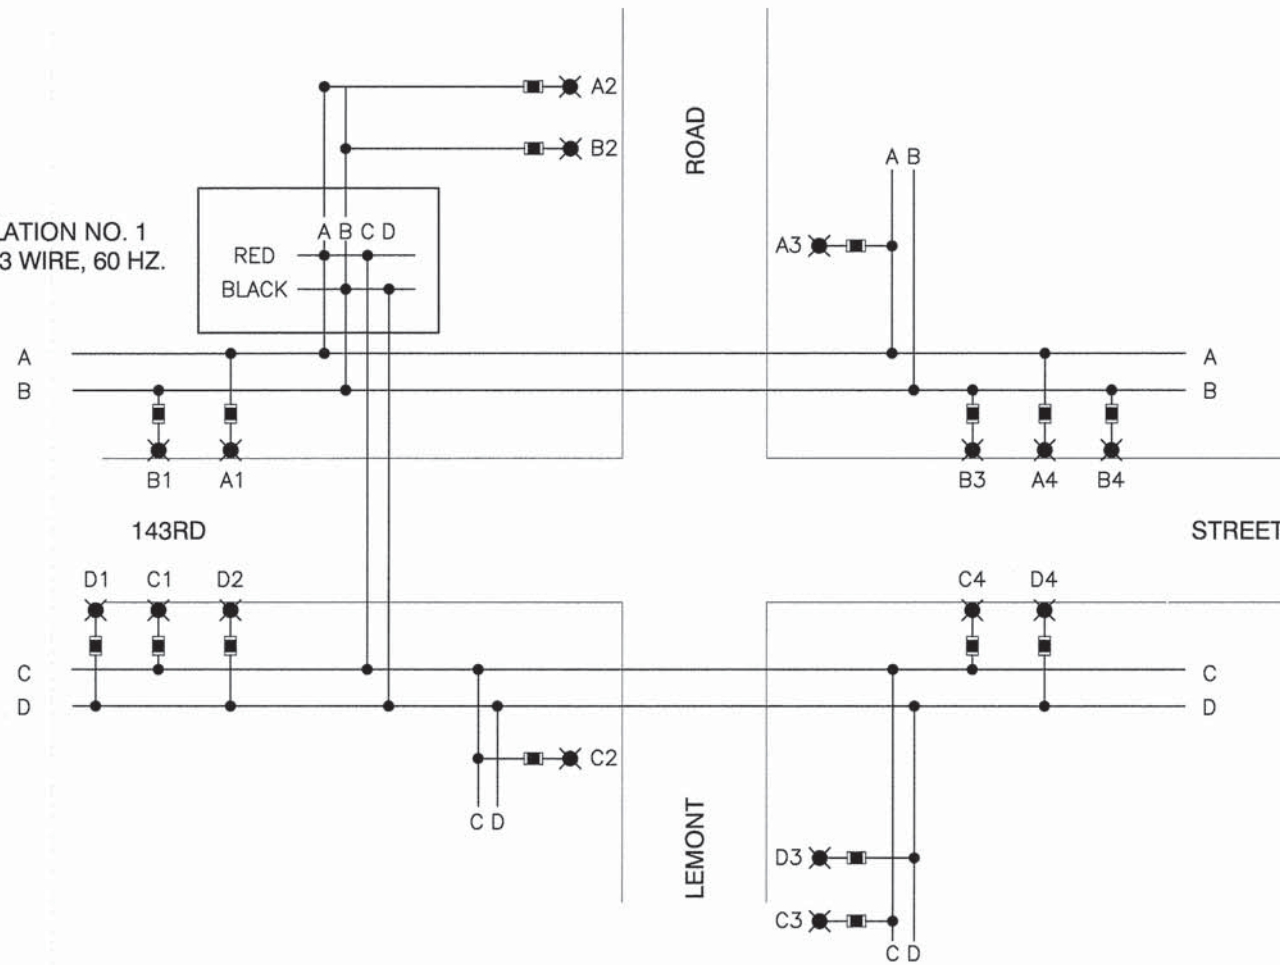 A2
ROAD
B2
A B
LATION NO. 1
3 WIRE, 60 HZ.
A B C D
RED
BLACK
A3
A
A
B
B
B1
A1
B3
A4
B4
143RD
STREET
D1
C1
D2
C4
D4
C
C
D
D
C2
C D
LEMONT
D3
C3
C D